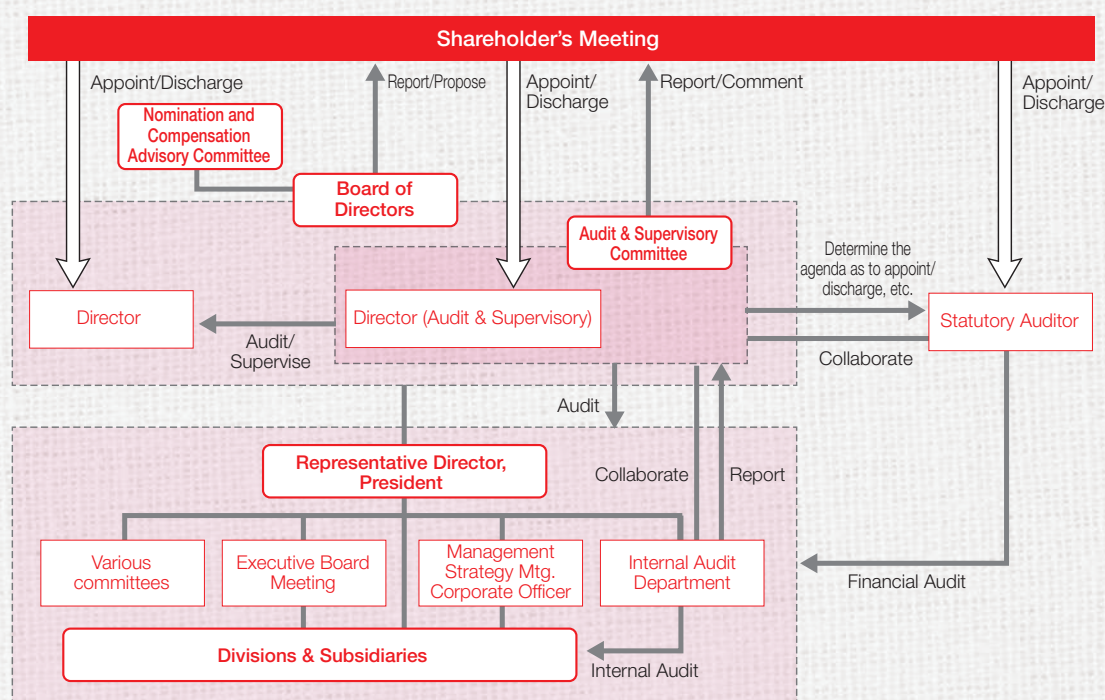 Shareholder's Meeting
Appoint/Discharge
Report/Propose
Appoint/
Discharge
Report/Comment
Appoint/
Discharge
Nomination and
Compensation
Advisory Committee
Board of
Directors
Audit & Supervisory
Committee
Determine the
agenda as to appoint/
discharge, etc.
Director
Director (Audit & Supervisory)
Statutory Auditor
Audit/
Supervise
Collaborate
Audit
Representative Director,
President
Collaborate
Report
Various
committees
Executive Board
Meeting
Management
Strategy Mtg.
Corporate Officer
Internal Audit
Department
Financial Audit
Divisions & Subsidiaries
Internal Audit